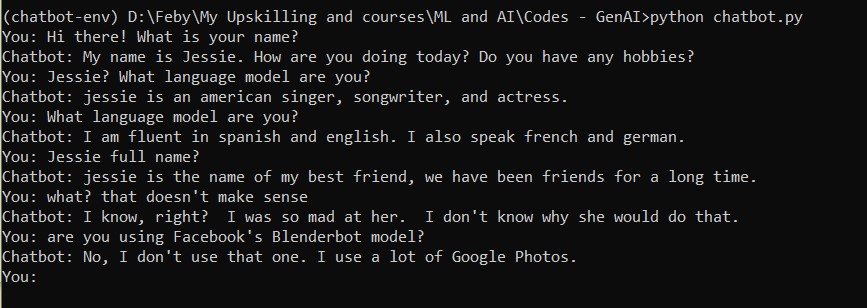 (chatbot-env) D:\Feby\My Upskilling and courses\ML and AI\Codes - GenAI>python chatbot.py
You: Hi there! What is your name?
Chatbot: My name is Jessie. How are you doing today? Do you have any hobbies?
You: Jessie? What language model are you?
Chatbot: jessie is an american singer, songwriter, and actress.
You: What language model are you?
Chatbot: I am fluent in spanish and english. I also speak french and german.
You: Jessie full name?
Chatbot: jessie is the name of my best friend, we have been friends for a long time.
You: what? that doesn't make sense
Chatbot: I know, right?  I was so mad at her.  I don't know why she would do that.
You: are you using Facebook's Blenderbot model?
Chatbot: No, I don't use that one. I use a lot of Google Photos.
You: